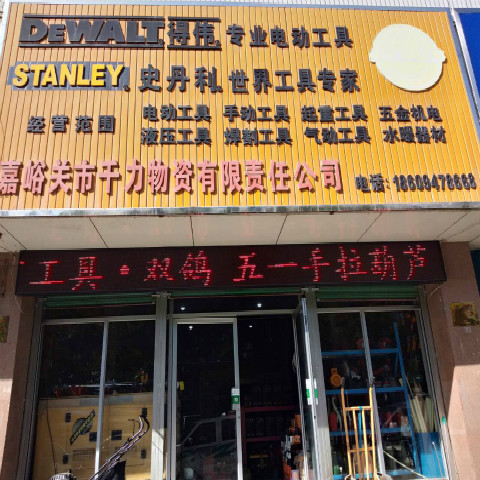 DEWALT 得伟 专业电动工具
STANLEY 史丹利 世界工具专家
经营范围
电动工具 手动工具 起重工具 五金机电
液压工具 焊割工具 气动工具 水暖器材
嘉峪关市千力物资有限责任公司 电话:18609478668
工具·双鸽 五一手拉葫芦